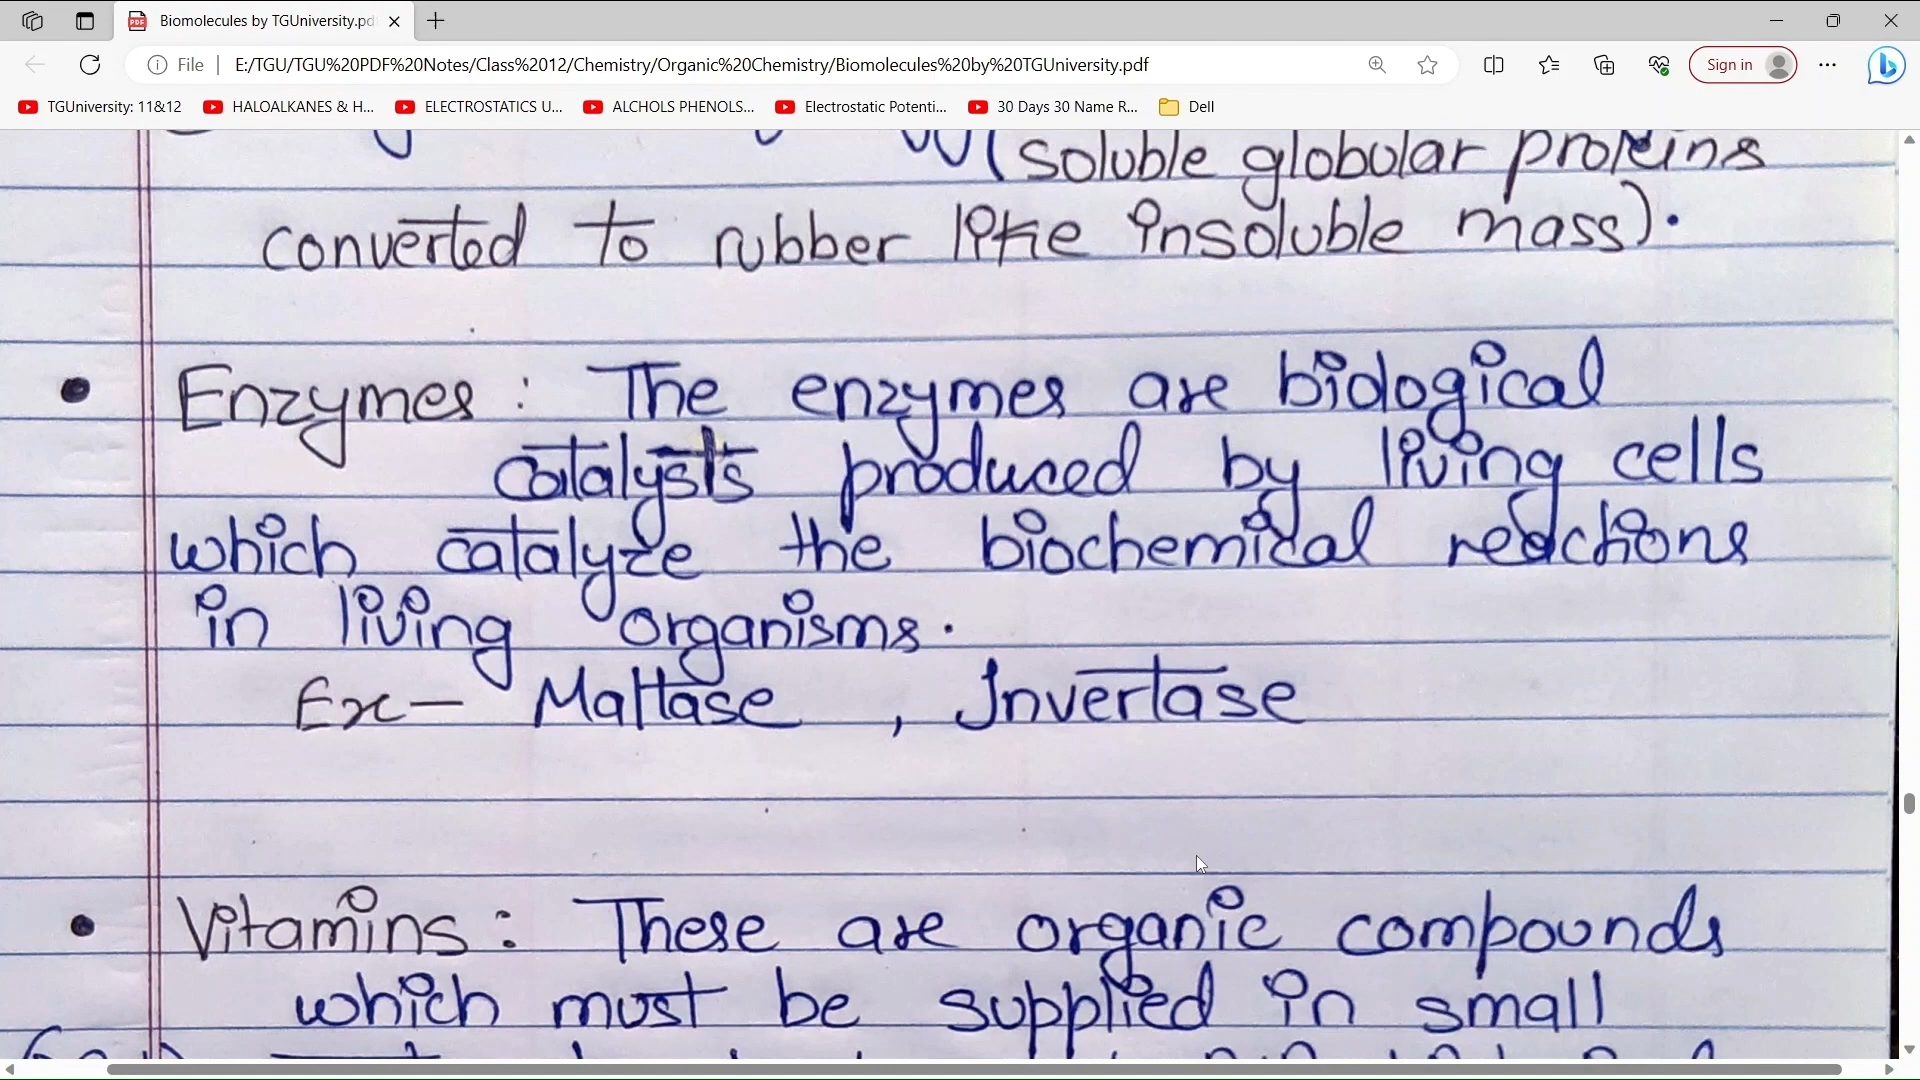 Biomolecules by TGUniversity.pd
File
E:/TGU/TGU%20PDF%20Notes/Class%2012/Chemistry/Organic%20Chemistry/Biomolecules%20by%20TGUniversity.pdf
Sign in
TGUniversity: 11&12
HALOALKANES & H...
ELECTROSTATICS U...
ALCHOLS PHENOLS...
Electrostatic Potenti...
30 Days 30 Name R...
Dell
(soluble globular proteins
converted to rubber like insoluble mass).
• Enzymes : The enzymes are biological
catalysts produced by living cells
which catalyze the biochemical reactions
in living organisms.
Ex- Maltase , Invertase
• Vitamins : These are organic compounds
which must be supplied in small